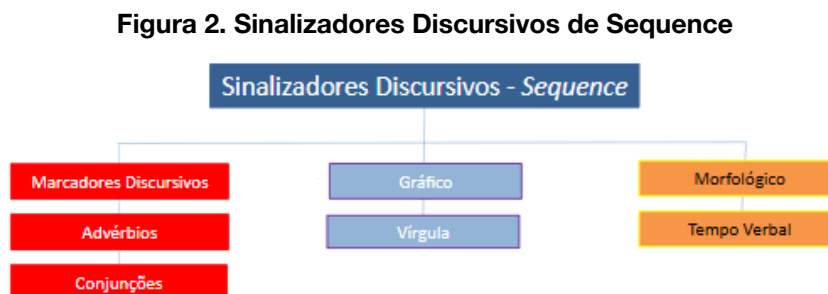 Figura 2. Sinalizadores Discursivos de Sequence
Sinalizadores Discursivos - Sequence
Marcadores Discursivos
Gráfico
Morfológico
Advérbios
Vírgula
Tempo Verbal
Conjunções